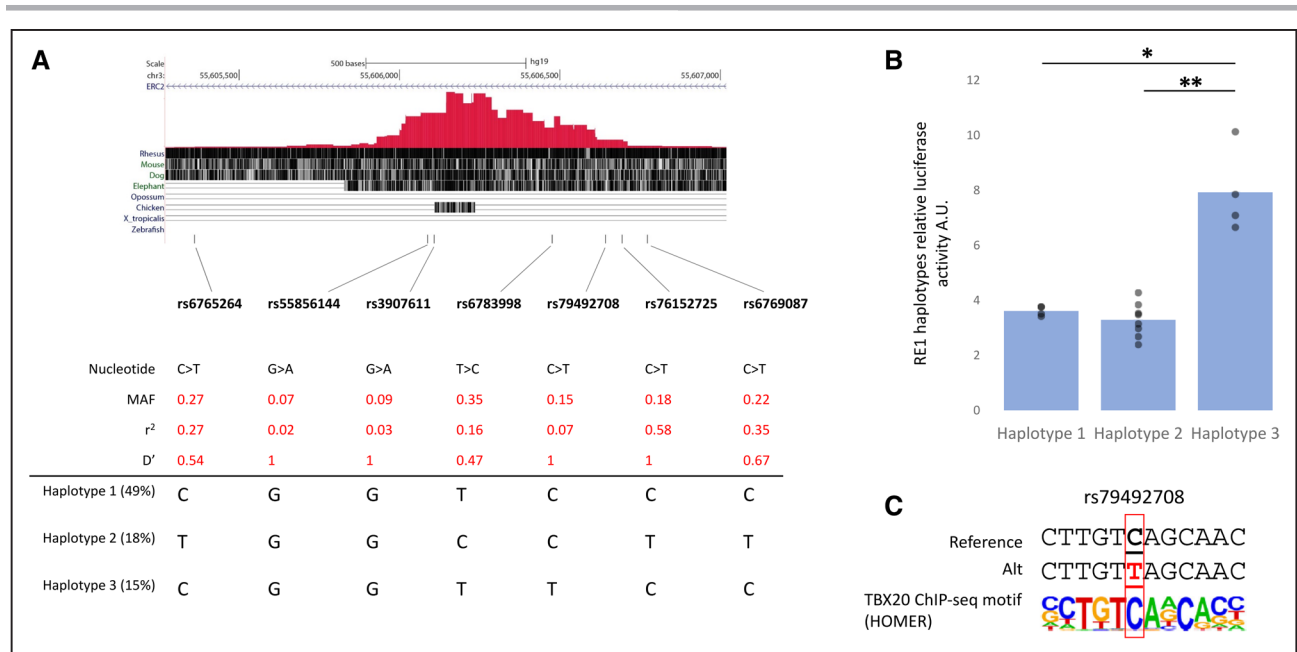 A
Scale 500 bases hg19
chr3: 55,605,500 55,606,000 55,606,500 55,607,000
ERC2
Rhesus
Mouse
Dog
Elephant
Opossum
Chicken
X_tropicalis
Zebrafish
rs6765264 rs55856144 rs3907611 rs6783998 rs79492708 rs76152725 rs6769087
Nucleotide C>T G>A G>A T>C C>T C>T C>T
MAF 0.27 0.07 0.09 0.35 0.15 0.18 0.22
r² 0.27 0.02 0.03 0.16 0.07 0.58 0.35
D' 0.54 1 1 0.47 1 1 0.67
Haplotype 1 (49%) C G G T C C C
Haplotype 2 (18%) T G G C C T T
Haplotype 3 (15%) C G G T T C C
B
*
**
RE1 haplotypes relative luciferase
activity A.U.
12
10
8
6
4
2
0
Haplotype 1 Haplotype 2 Haplotype 3
C
rs79492708
Reference CTTGTCAGCAAC
Alt CTTGTTAGCAAC
TBX20 ChIP-seq motif
(HOMER)